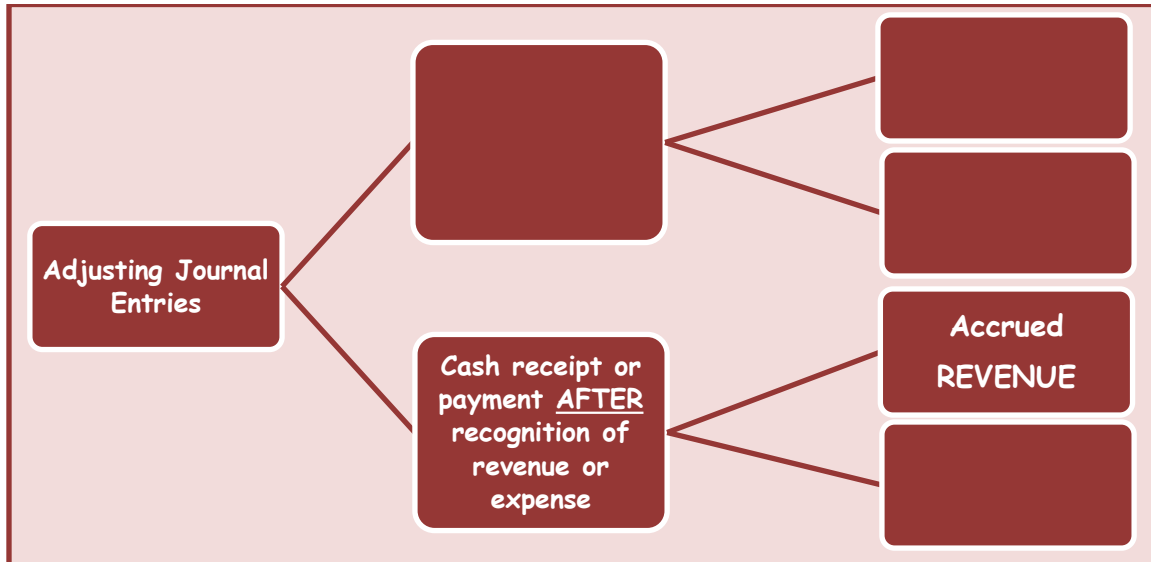 Adjusting Journal
Entries
Cash receipt or
payment AFTER
recognition of
revenue or
expense
Accrued
REVENUE